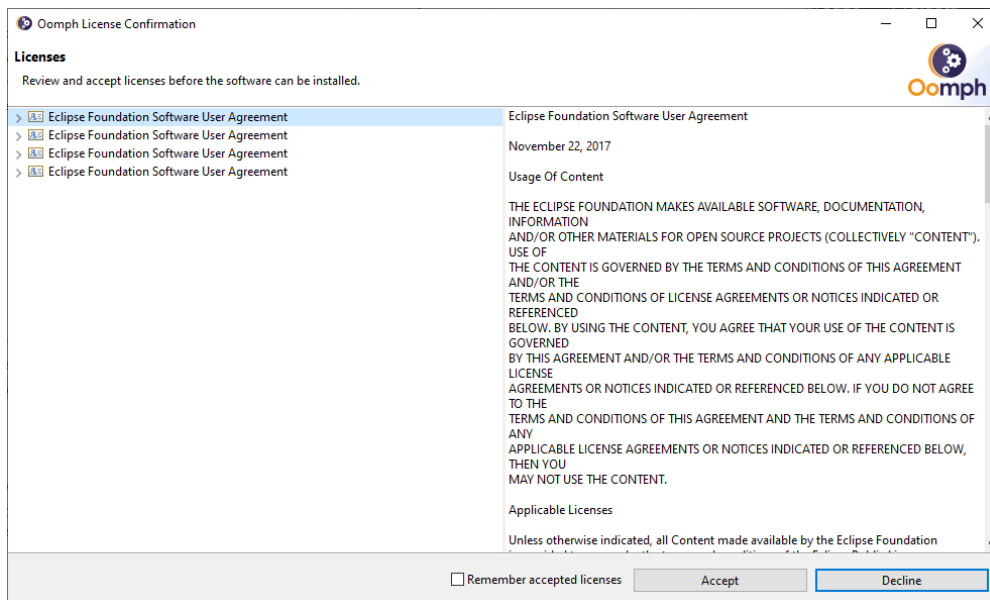 Oomph License Confirmation
Licenses
Review and accept licenses before the software can be installed.
Oomph
Eclipse Foundation Software User Agreement
Eclipse Foundation Software User Agreement
Eclipse Foundation Software User Agreement
Eclipse Foundation Software User Agreement
Eclipse Foundation Software User Agreement
November 22, 2017
Usage Of Content
THE ECLIPSE FOUNDATION MAKES AVAILABLE SOFTWARE, DOCUMENTATION,
INFORMATION
AND/OR OTHER MATERIALS FOR OPEN SOURCE PROJECTS (COLLECTIVELY "CONTENT").
USE OF
THE CONTENT IS GOVERNED BY THE TERMS AND CONDITIONS OF THIS AGREEMENT
AND/OR THE
TERMS AND CONDITIONS OF LICENSE AGREEMENTS OR NOTICES INDICATED OR
REFERENCED
BELOW. BY USING THE CONTENT, YOU AGREE THAT YOUR USE OF THE CONTENT IS
GOVERNED
BY THIS AGREEMENT AND/OR THE TERMS AND CONDITIONS OF ANY APPLICABLE
LICENSE
AGREEMENTS OR NOTICES INDICATED OR REFERENCED BELOW. IF YOU DO NOT AGREE
TO THE
TERMS AND CONDITIONS OF THIS AGREEMENT AND THE TERMS AND CONDITIONS OF
ANY
APPLICABLE LICENSE AGREEMENTS OR NOTICES INDICATED OR REFERENCED BELOW,
THEN YOU
MAY NOT USE THE CONTENT.
Applicable Licenses
Unless otherwise indicated, all Content made available by the Eclipse Foundation
Remember accepted licenses
Accept
Decline